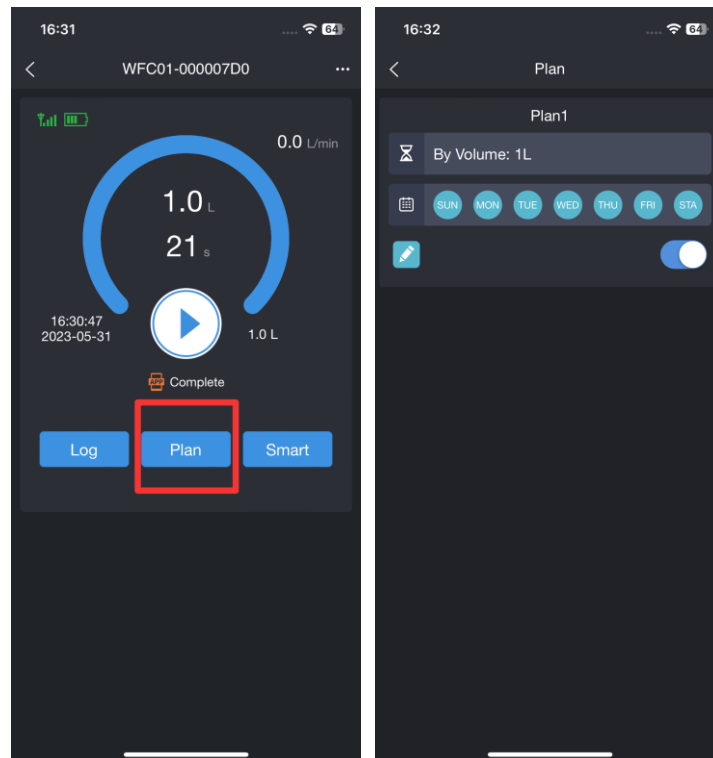 16:31
64
WFC01-000007D0
...
0.0 L/min
1.0 L
21 s
16:30:47
2023-05-31
1.0 L
APP Complete
Log Plan Smart
16:32
64
Plan
Plan1
By Volume: 1L
SUN MON TUE WED THU FRI STA